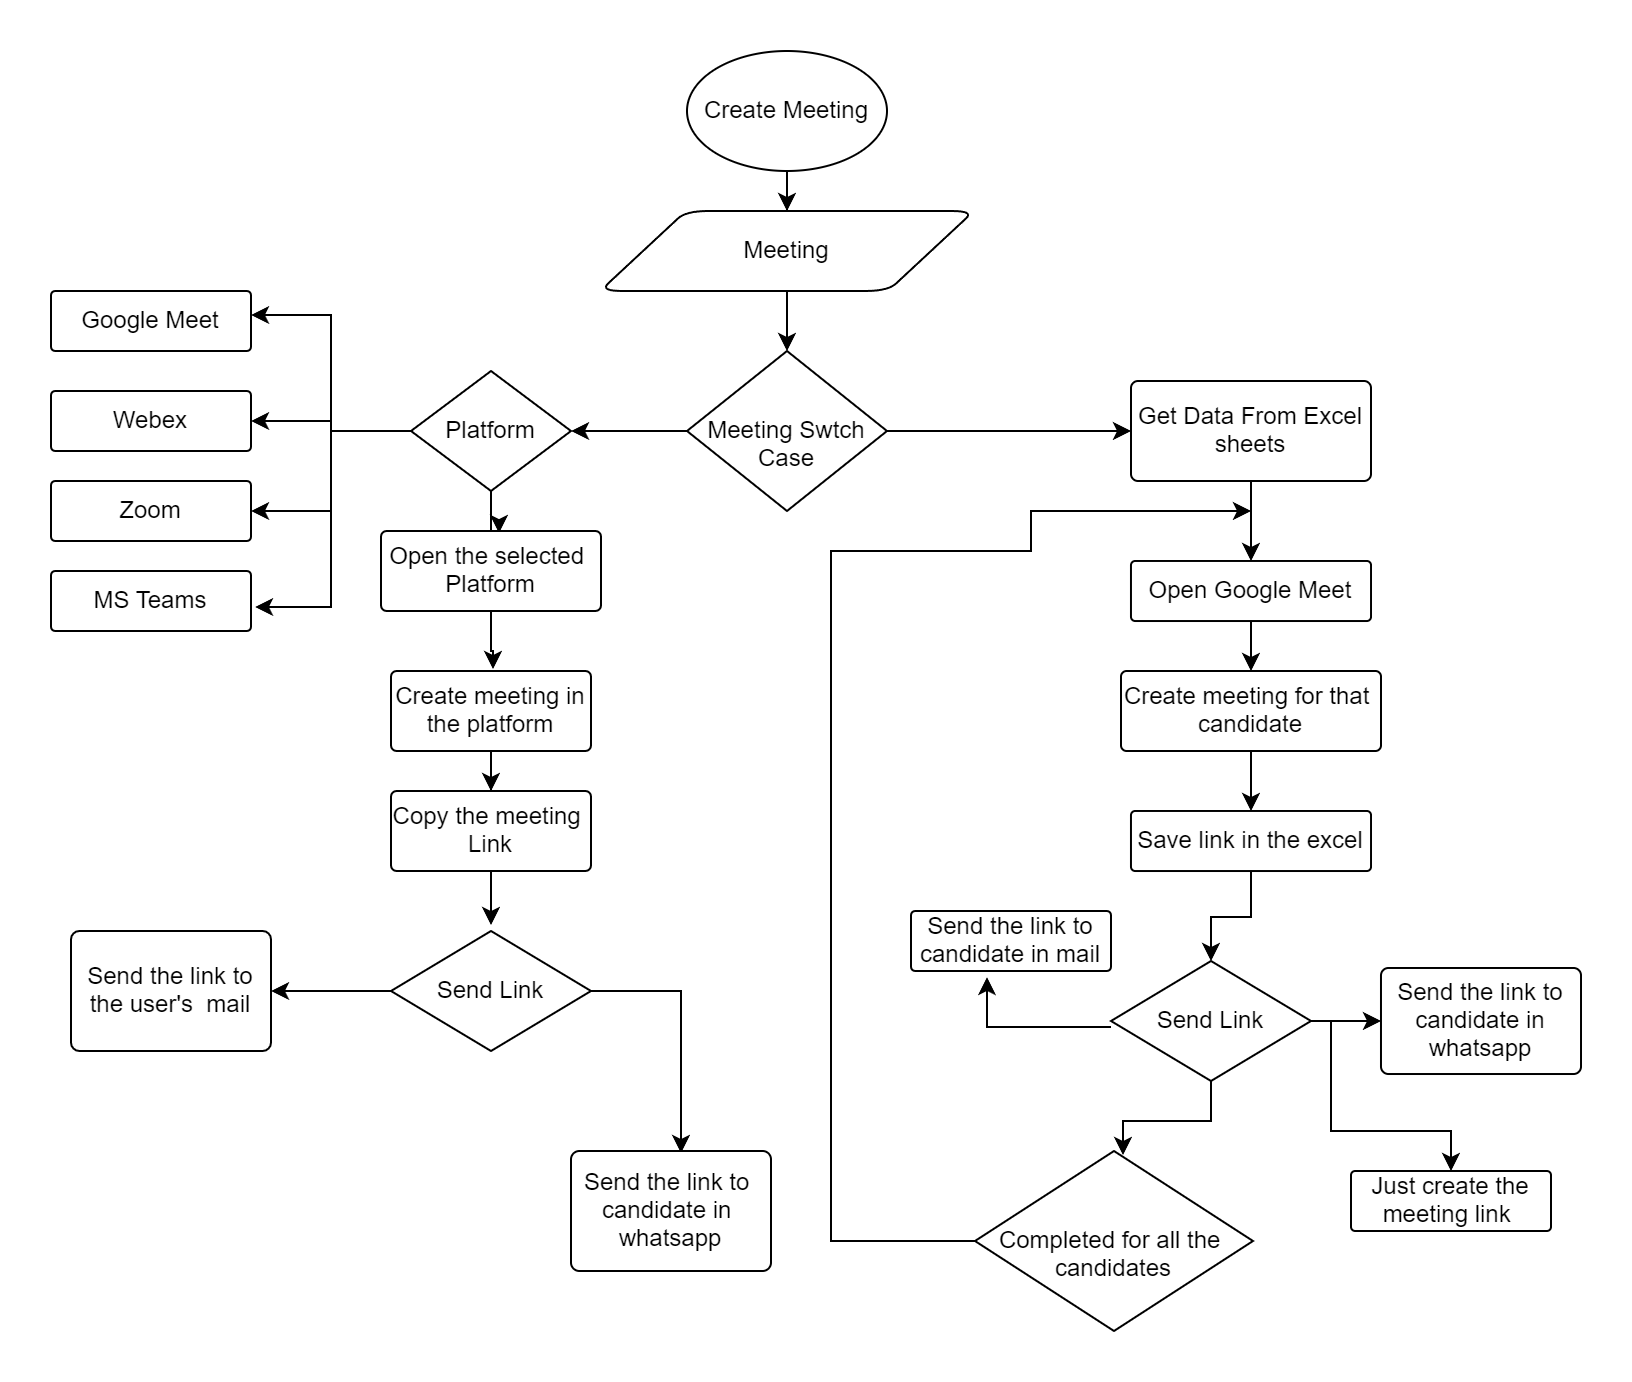 Create Meeting
Meeting
Google Meet
Webex
Zoom
MS Teams
Platform
Meeting Swtch
Case
Get Data From Excel
sheets
Open the selected
Platform
Open Google Meet
Create meeting in
the platform
Create meeting for that
candidate
Copy the meeting
Link
Save link in the excel
Send the link to
the user's  mail
Send Link
Send the link to
candidate in mail
Send Link
Send the link to
candidate in
whatsapp
Send the link to
candidate in
whatsapp
Completed for all the
candidates
Just create the
meeting link